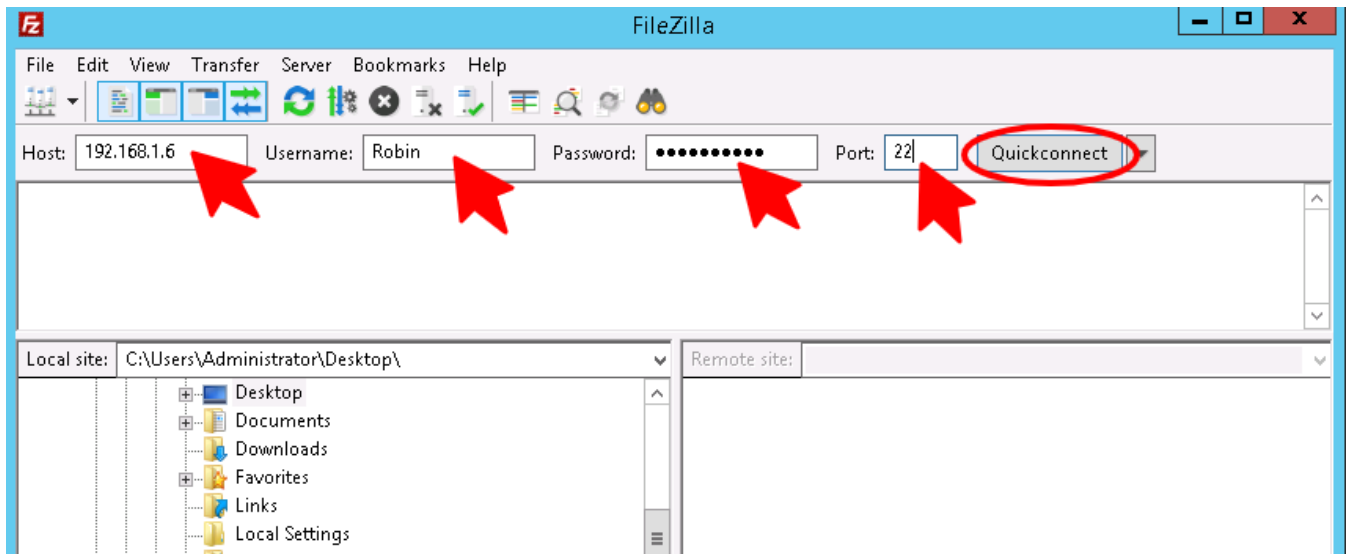 Fz FileZilla
File Edit View Transfer Server Bookmarks Help
Host: 192.168.1.6 Username: Robin Password: •••••••••• Port: 22 Quickconnect
Local site: C:\Users\Administrator\Desktop\ Remote site:
Desktop
Documents
Downloads
Favorites
Links
Local Settings